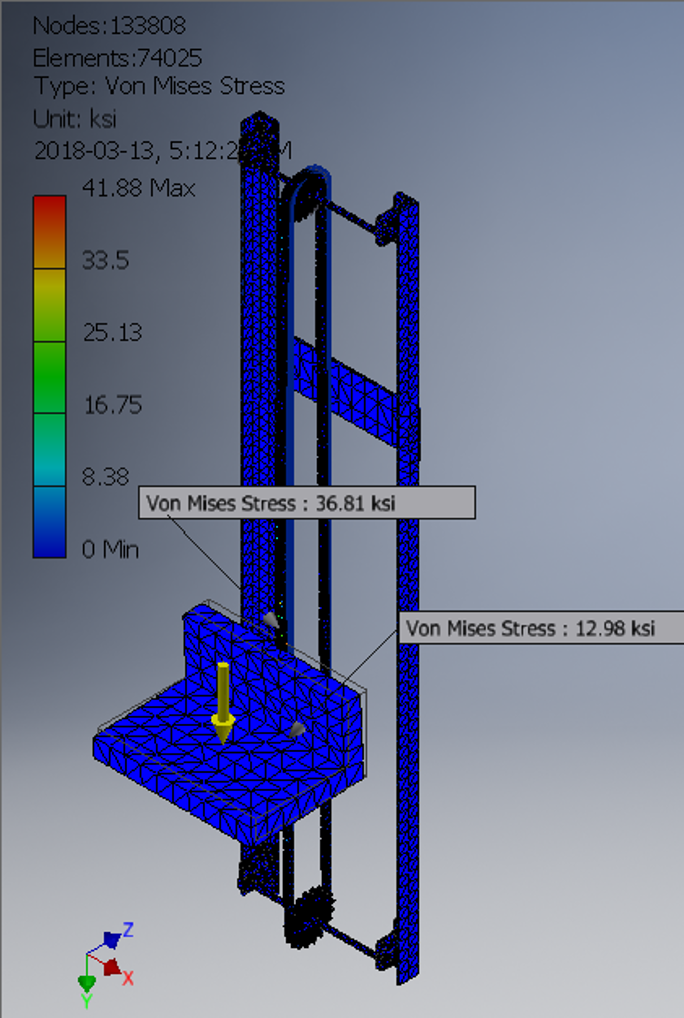 Nodes:133808
Elements:74025
Type: Von Mises Stress
Unit: ksi
2018-03-13, 5:12:2
41.88 Max
33.5
25.13
16.75
8.38
0 Min
Von Mises Stress : 36.81 ksi
Von Mises Stress : 12.98 ksi
Z
X
Y